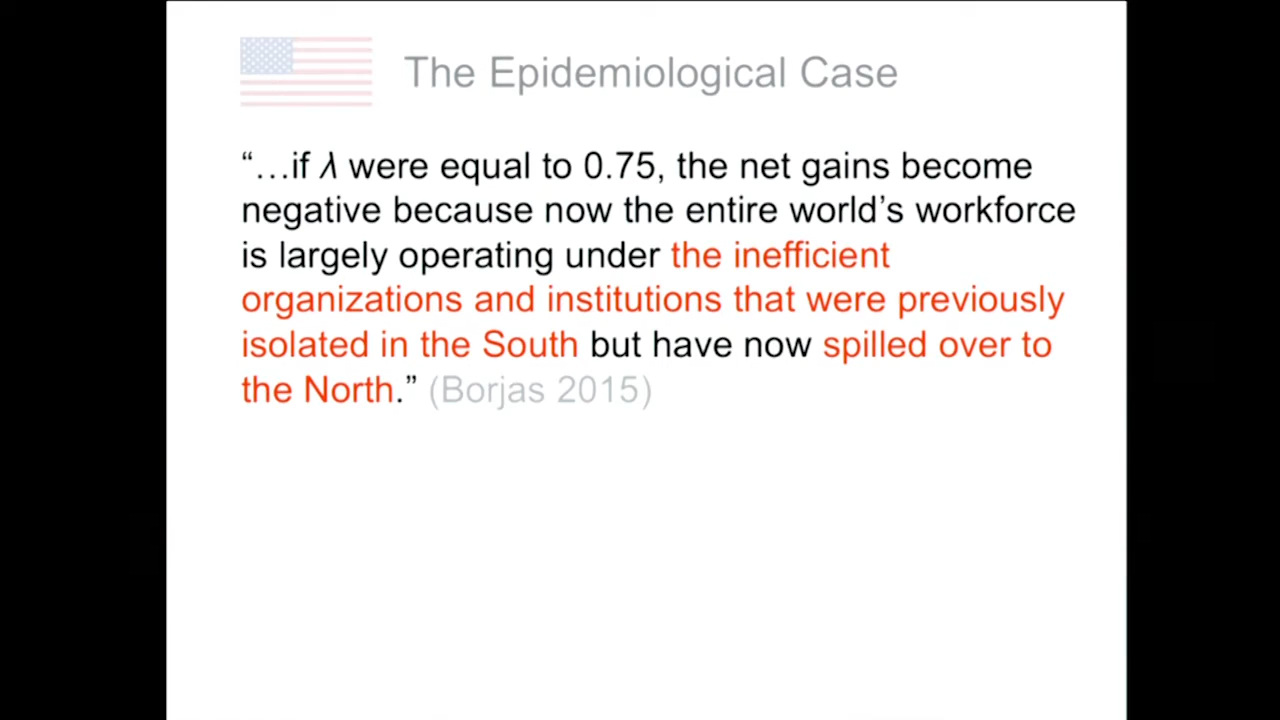 The Epidemiological Case
“…if λ were equal to 0.75, the net gains become
negative because now the entire world’s workforce
is largely operating under the inefficient
organizations and institutions that were previously
isolated in the South but have now spilled over to
the North.” (Borjas 2015)